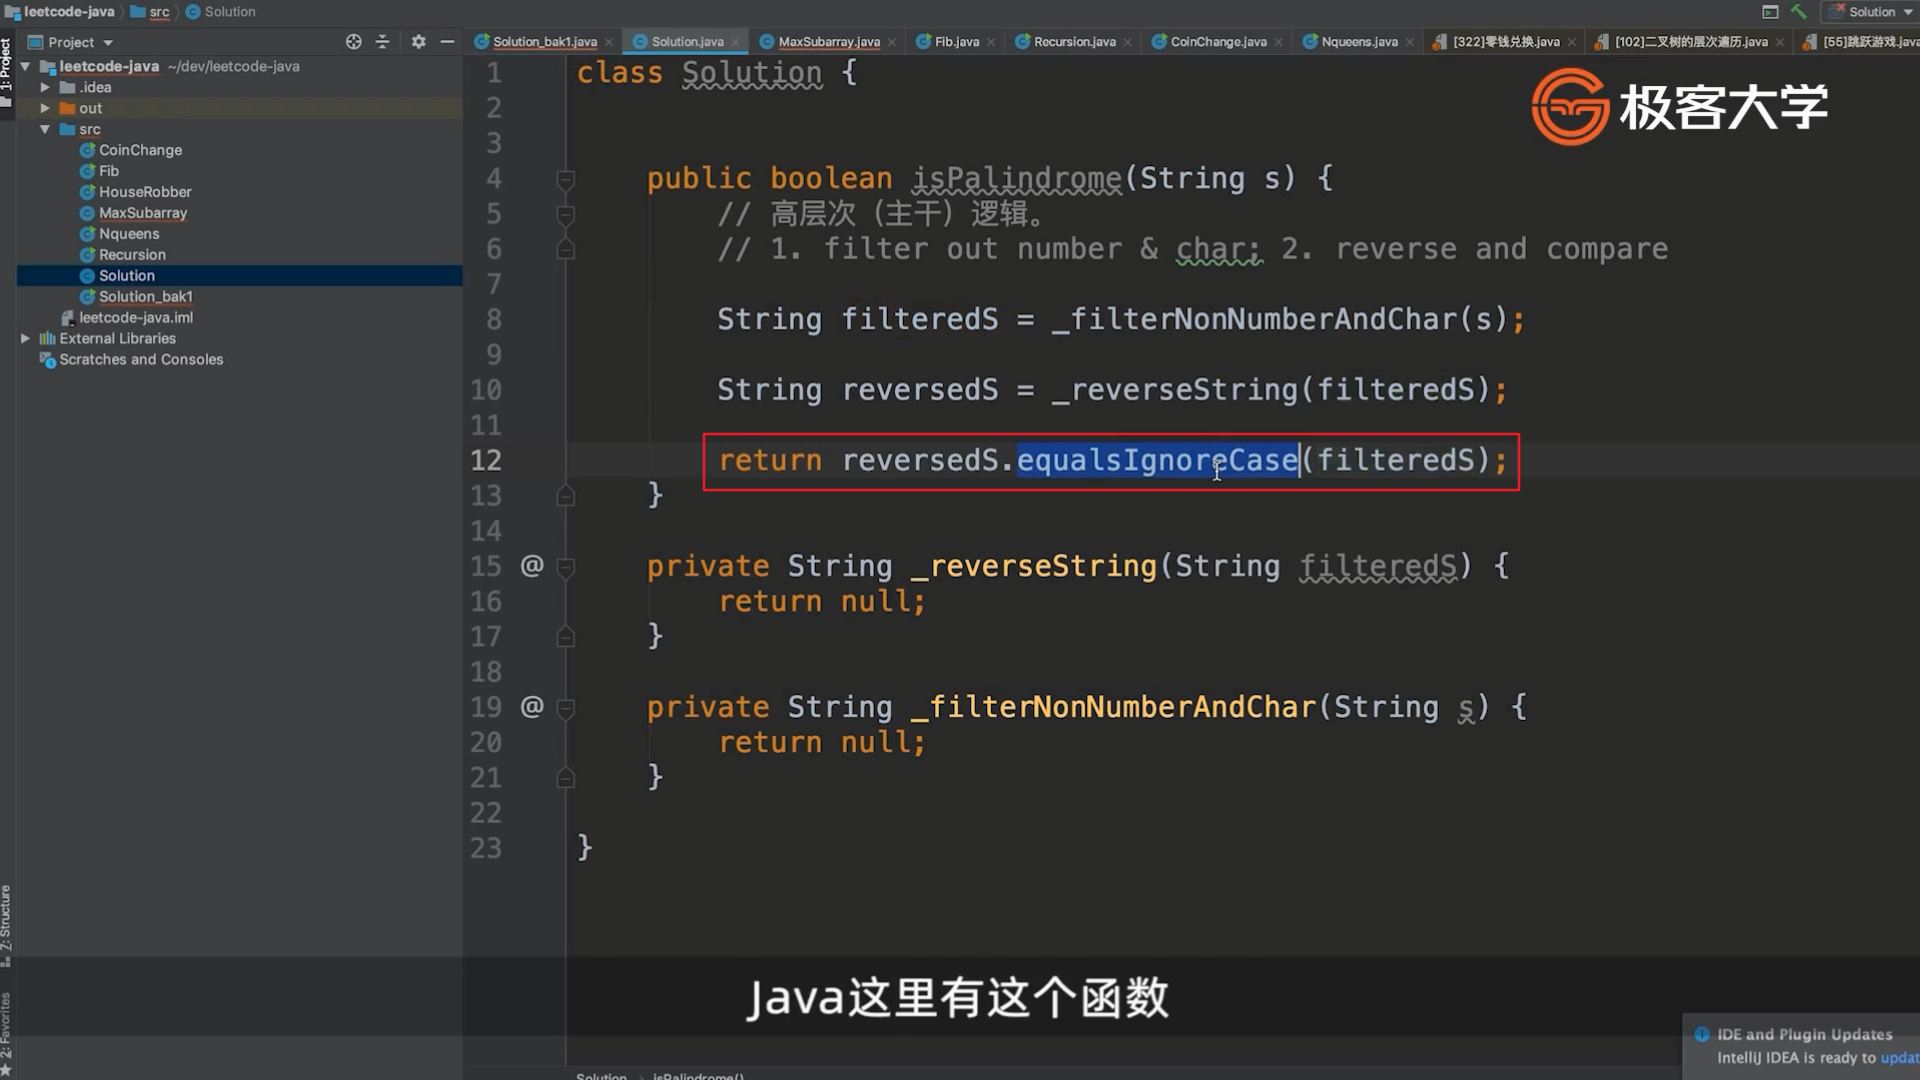 leetcode-java
src
Solution
Solution
Project
Solution_bak1.java
Solution.java
MaxSubarray.java
Fib.java
Recursion.java
CoinChange.java
Nqueens.java
[322]零钱兑换.java
[102]二叉树的层次遍历.java
[55]跳跃游戏.java
1: Project
leetcode-java ~/dev/leetcode-java
.idea
out
src
CoinChange
Fib
HouseRobber
MaxSubarray
Nqueens
Recursion
Solution
Solution_bak1
leetcode-java.iml
External Libraries
Scratches and Consoles
极客大学
1 class Solution {
2
3
4 public boolean isPalindrome(String s) {
5 // 高层次（主干）逻辑。
6 // 1. filter out number & char; 2. reverse and compare
7
8 String filteredS = _filterNonNumberAndChar(s);
9
10 String reversedS = _reverseString(filteredS);
11
12 return reversedS.equalsIgnoreCase(filteredS);
13 }
14
15 @ private String _reverseString(String filteredS) {
16 return null;
17 }
18
19 @ private String _filterNonNumberAndChar(String s) {
20 return null;
21 }
22
23 }
Z: Structure
2: Favorites
Java这里有这个函数
IDE and Plugin Updates
IntelliJ IDEA is ready to updat
Solution isPalindrome()